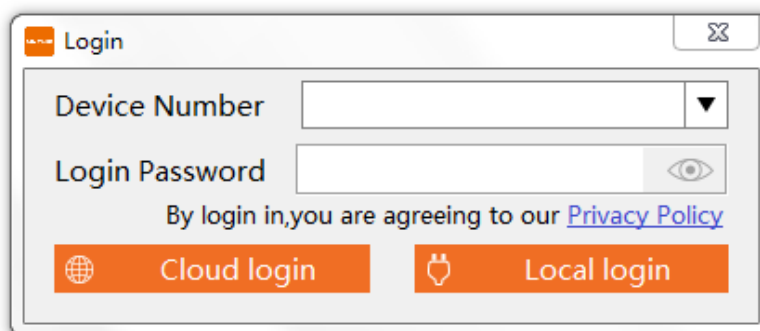 Login
Device Number
Login Password
By login in,you are agreeing to our Privacy Policy
Cloud login
Local login